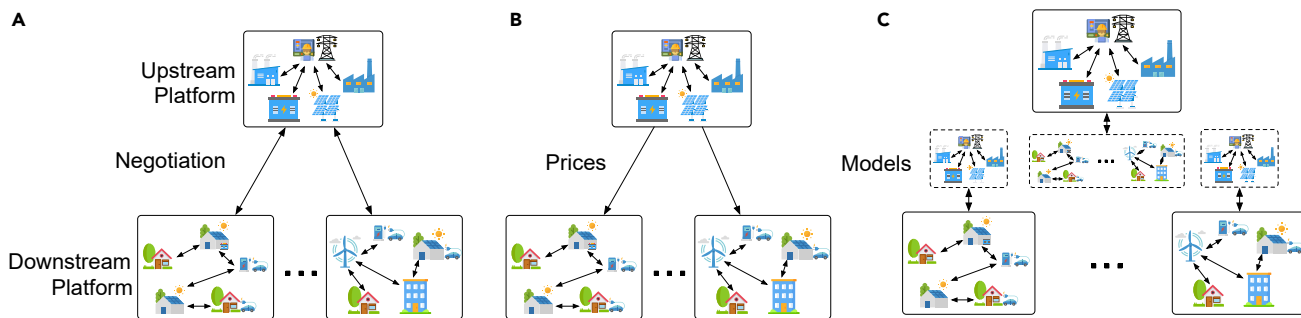 A
B
C
Upstream
Platform
Negotiation
Prices
Models
Downstream
Platform